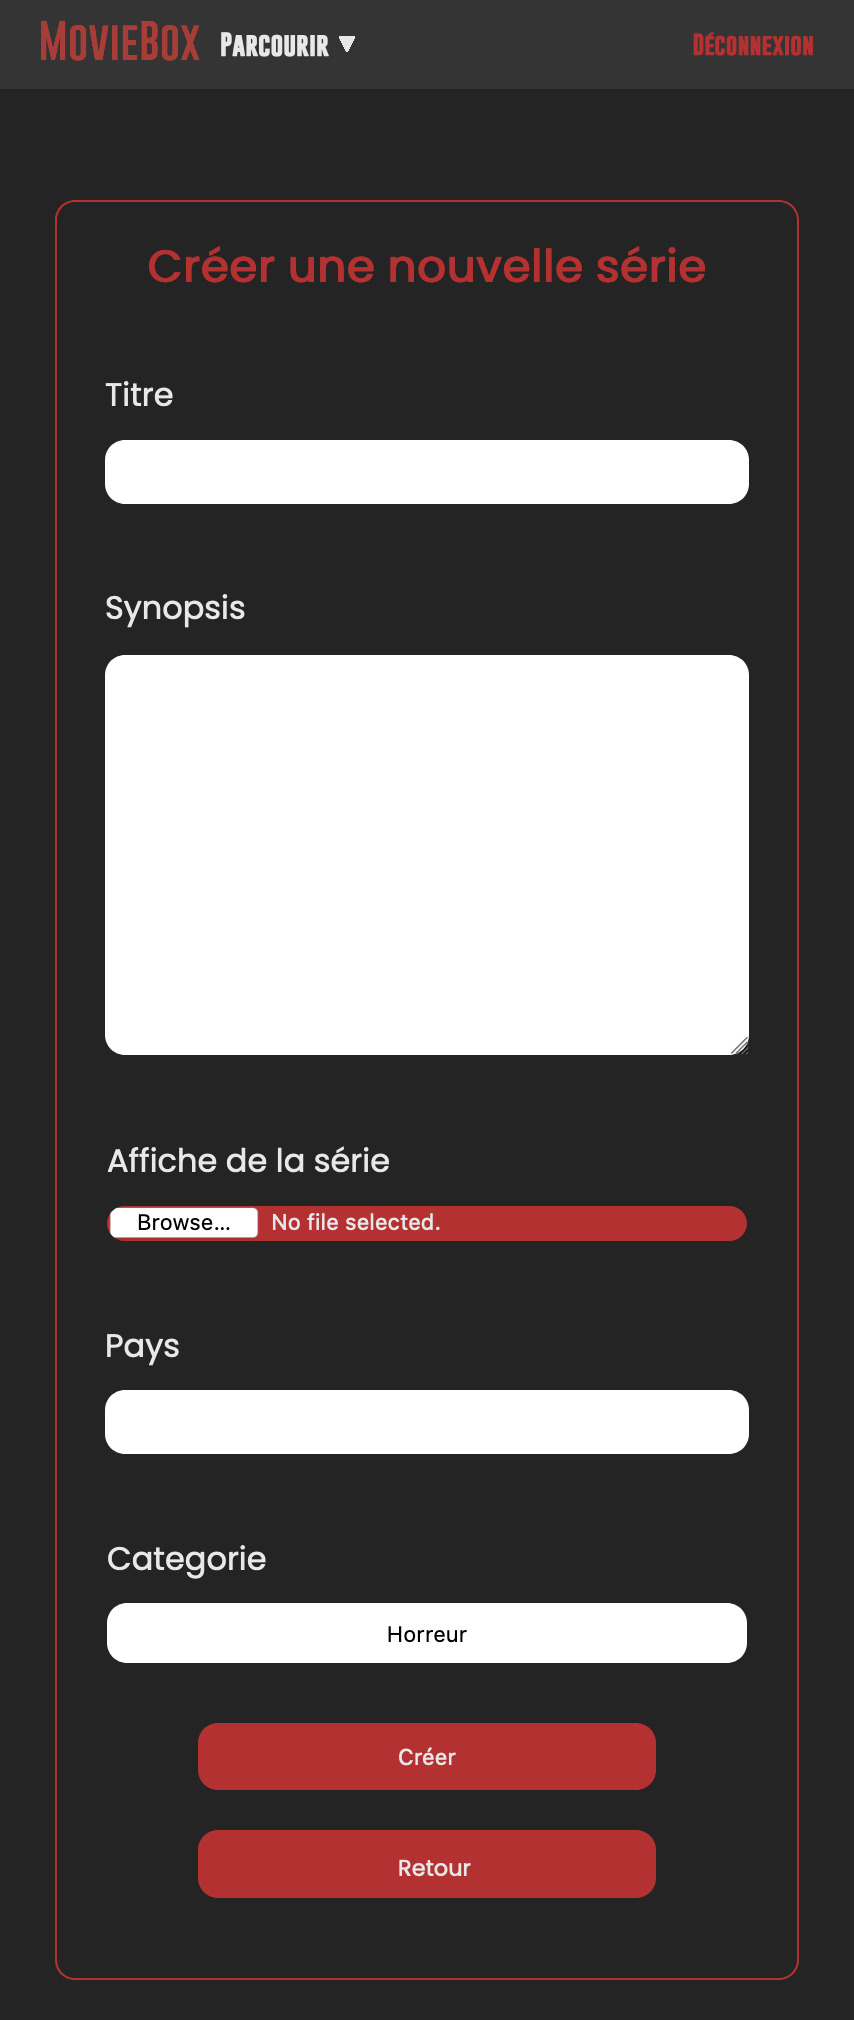 MovieBox Parcourir ▼ Déconnexion
Créer une nouvelle série
Titre
Synopsis
Affiche de la série
Browse... No file selected.
Pays
Categorie
Horreur
Créer
Retour